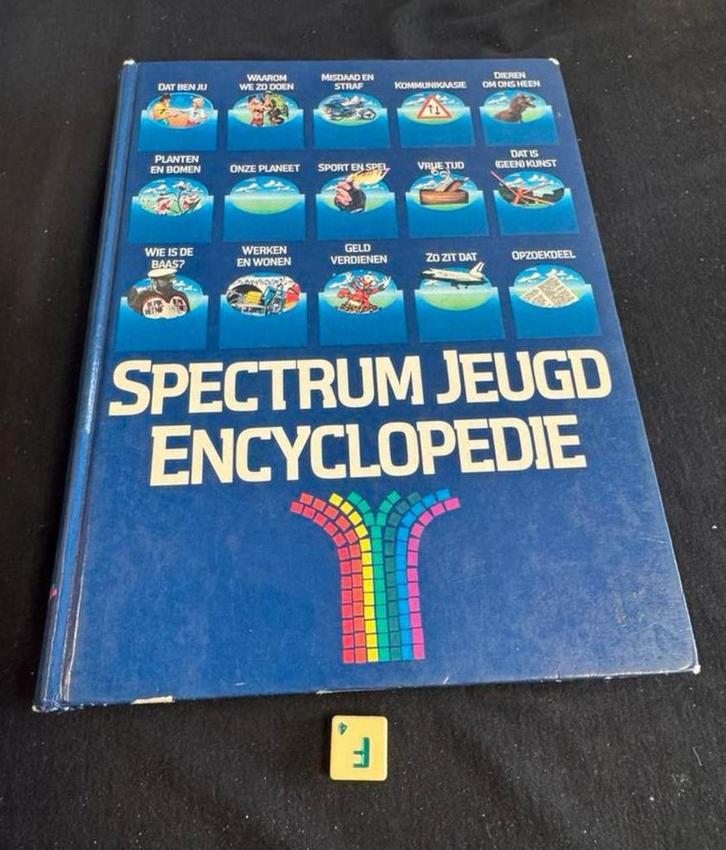 DAT BEN JIJ
WAAROM
WE ZO DOEN
MISDAAD EN
STRAF
KOMMUNIKAASIE
DIEREN
OM ONS HEEN
PLANTEN
EN BOMEN
ONZE PLANEET
SPORT EN SPEL
VRIJE TIJD
DAT IS
(GEEN) KUNST
WIE IS DE
BAAS?
WERKEN
EN WONEN
GELD
VERDIENEN
ZO ZIT DAT
OPZOEKDEEL
SPECTRUM JEUGD
ENCYCLOPEDIE
F
4